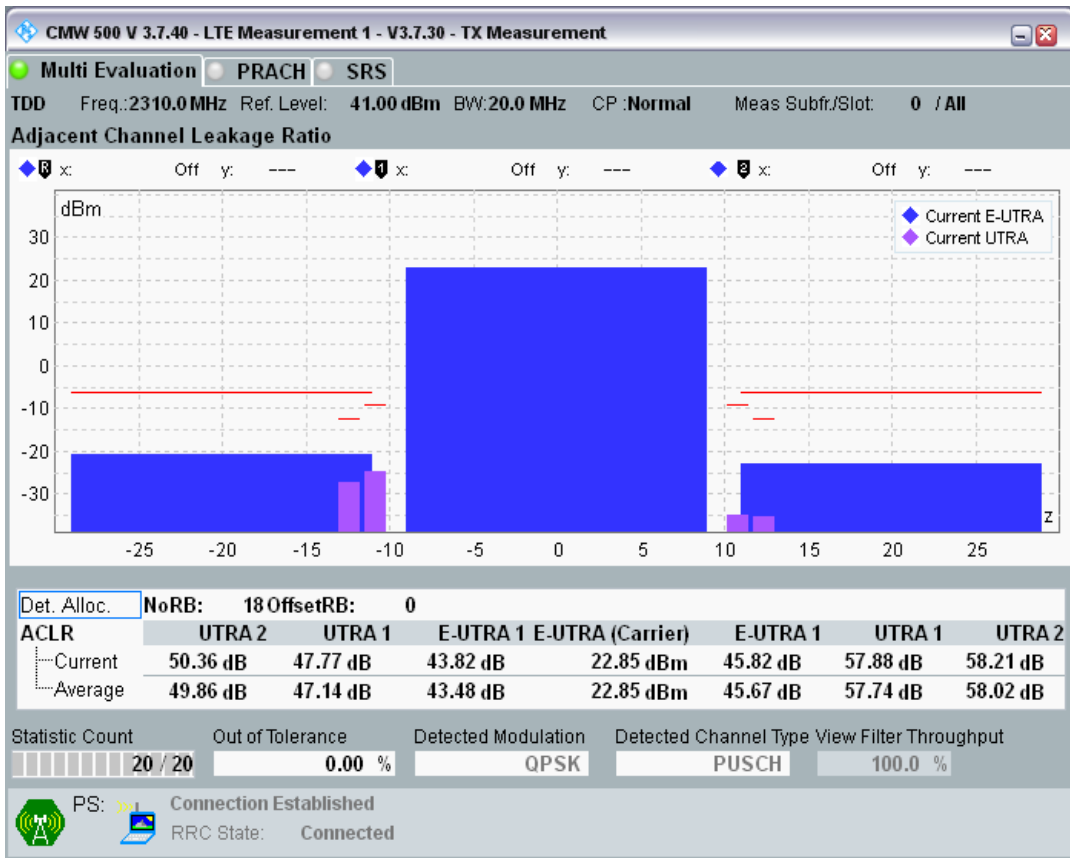 CMW 500 V 3.7.40 - LTE Measurement 1 - V3.7.30 - TX Measurement
Multi Evaluation PRACH SRS
TDD Freq.:2310.0 MHz Ref. Level: 41.00 dBm BW:20.0 MHz CP :Normal Meas Subfr./Slot: 0 / All
Adjacent Channel Leakage Ratio
R x: Off y: --- 1 x: Off y: --- 2 x: Off y: ---
dBm
Current E-UTRA
Current UTRA
30
20
10
0
-10
-20
-30
z
-25 -20 -15 -10 -5 0 5 10 15 20 25
Det. Alloc. NoRB: 18 OffsetRB: 0
ACLR UTRA 2 UTRA 1 E-UTRA 1 E-UTRA (Carrier) E-UTRA 1 UTRA 1 UTRA 2
Current 50.36 dB 47.77 dB 43.82 dB 22.85 dBm 45.82 dB 57.88 dB 58.21 dB
Average 49.86 dB 47.14 dB 43.48 dB 22.85 dBm 45.67 dB 57.74 dB 58.02 dB
Statistic Count Out of Tolerance Detected Modulation Detected Channel Type View Filter Throughput
20 / 20 0.00 % QPSK PUSCH 100.0 %
PS: Connection Established
RRC State: Connected